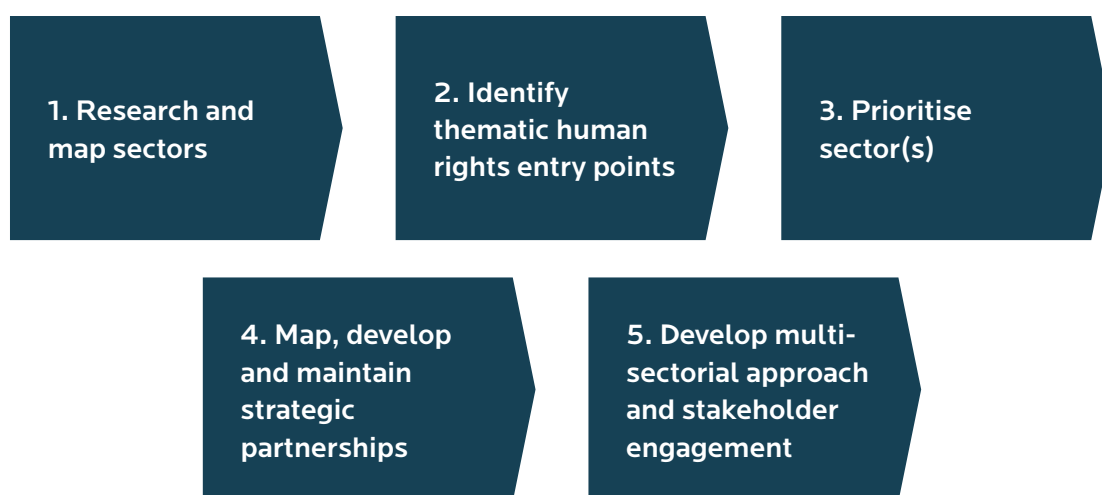 1. Research and
map sectors
2. Identify
thematic human
rights entry points
3. Prioritise
sector(s)
4. Map, develop
and maintain
strategic
partnerships
5. Develop multi-
sectorial approach
and stakeholder
engagement